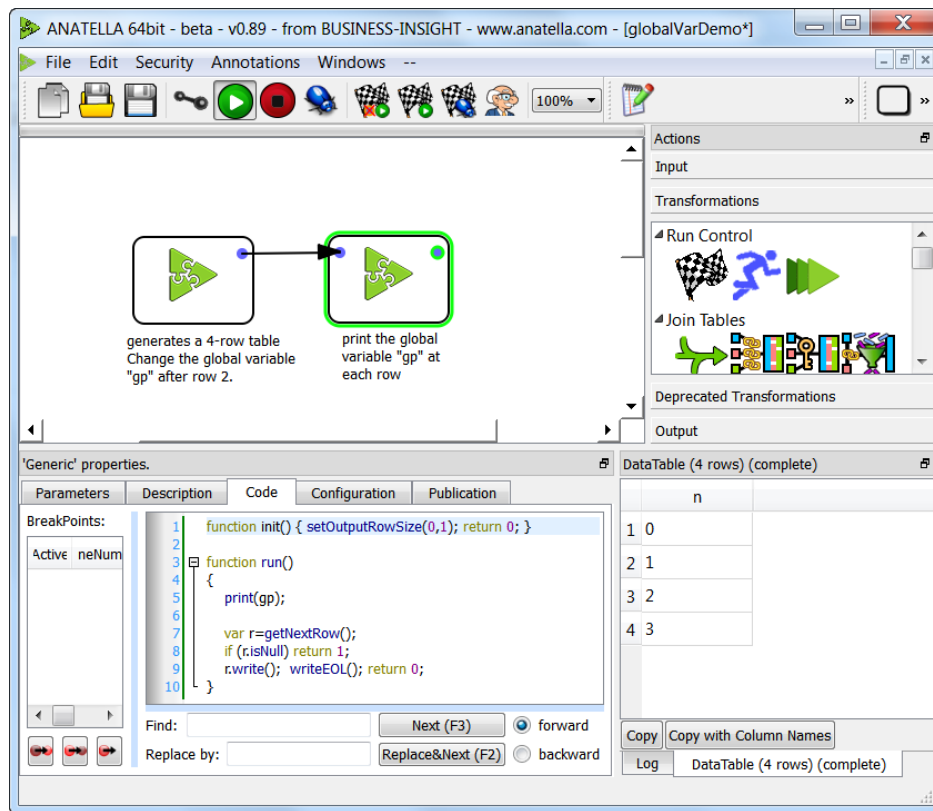 ANATELLA 64bit - beta - v0.89 - from BUSINESS-INSIGHT - www.anatella.com - [globalVarDemo*]
File Edit Security Annotations Windows --
100%
»
»
Actions
Input
Transformations
Run Control
Join Tables
Deprecated Transformations
Output
generates a 4-row table
Change the global variable
"gp" after row 2.
print the global
variable "gp" at
each row
'Generic' properties.
Parameters Description Code Configuration Publication
BreakPoints:
Active neNum
1 function init() { setOutputRowSize(0,1); return 0; }
2
3 function run()
4 {
5 print(gp);
6
7 var r=getNextRow();
8 if (r.isNull) return 1;
9 r.write(); writeEOL(); return 0;
10 }
Find: Next (F3) forward
Replace by: Replace&Next (F2) backward
DataTable (4 rows) (complete)
n
1 0
2 1
3 2
4 3
Copy Copy with Column Names
Log DataTable (4 rows) (complete)